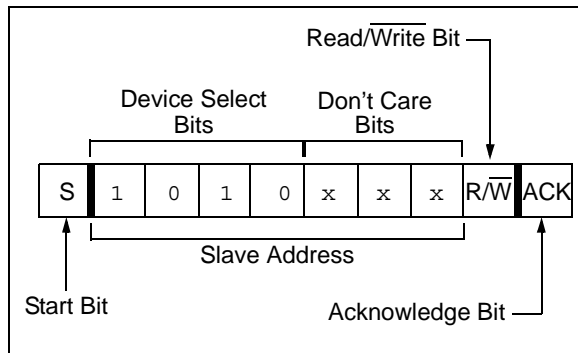 Read/Write Bit
Device Select Bits
Don't Care Bits
S 1 0 1 0 x x x R/W ACK
Slave Address
Start Bit
Acknowledge Bit